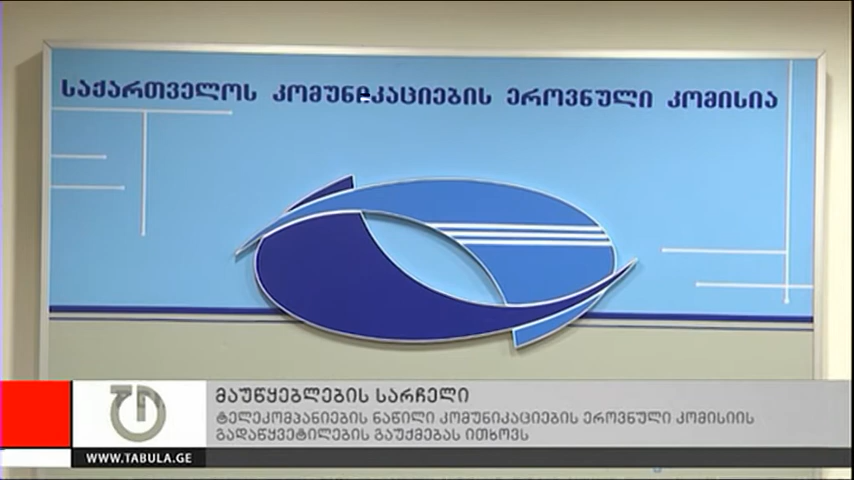 საქართველოს კომუნიკაციების ეროვნული კომისია
მაუწყებლების სარჩელი
ტელეკომპანიების ნაწილი კომუნიკაციების ეროვნული კომისიის
გადაწყვეტილების გაუქმებას ითხოვს
WWW.TABULA.GE